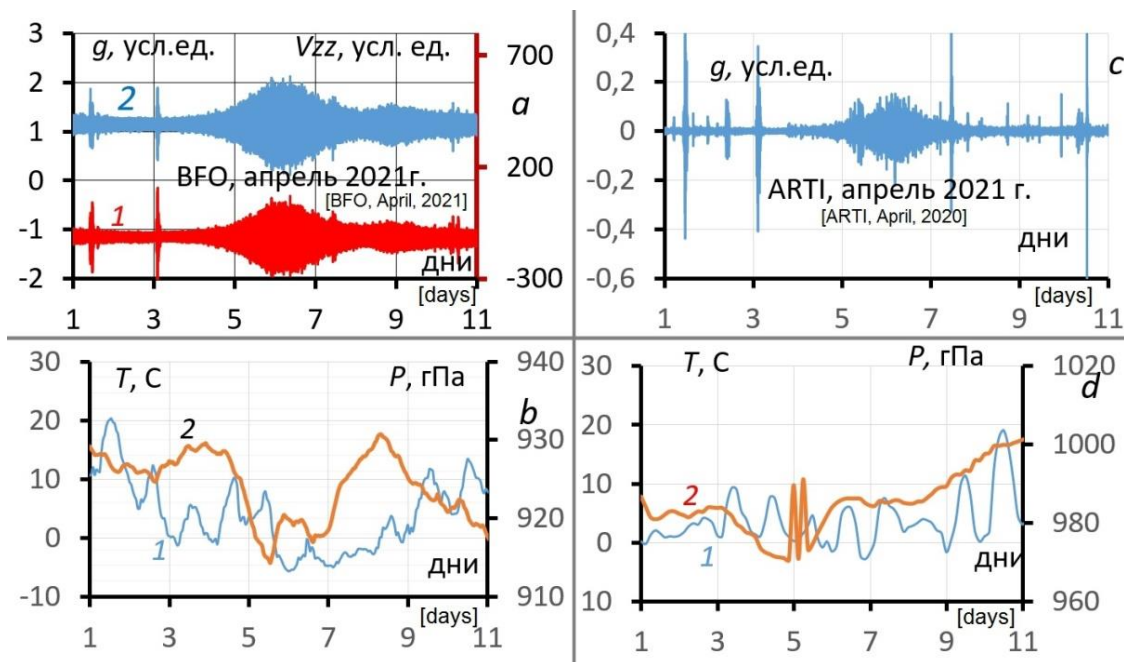 3
2
1
0
-1
-2
g, усл.ед.
Vzz, усл. ед.
2
BFO, апрель 2021г.
[BFO, April, 2021]
1
дни
[days]
700
a
200
-300
1 3 5 7 9 11
0,4
0,2
0
-0,2
-0,4
-0,6
g, усл.ед.
c
ARTI, апрель 2021 г.
[ARTI, April, 2020]
дни
[days]
1 3 5 7 9 11
30
20
10
0
-10
T, С
P, гПа
2
1
дни
[days]
940
b
930
920
910
1 3 5 7 9 11
30
20
10
0
10
T, С
P, гПа
2
1
дни
[days]
1020
d
1000
980
960
1 3 5 7 9 11